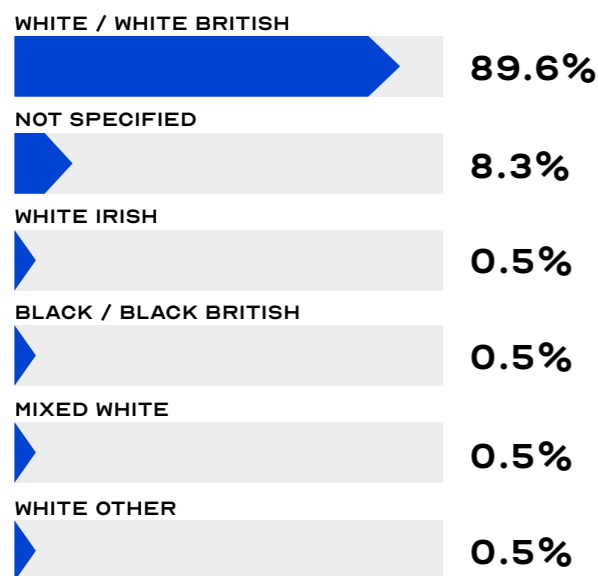 WHITE / WHITE BRITISH
89.6%
NOT SPECIFIED
8.3%
WHITE IRISH
0.5%
BLACK / BLACK BRITISH
0.5%
MIXED WHITE
0.5%
WHITE OTHER
0.5%